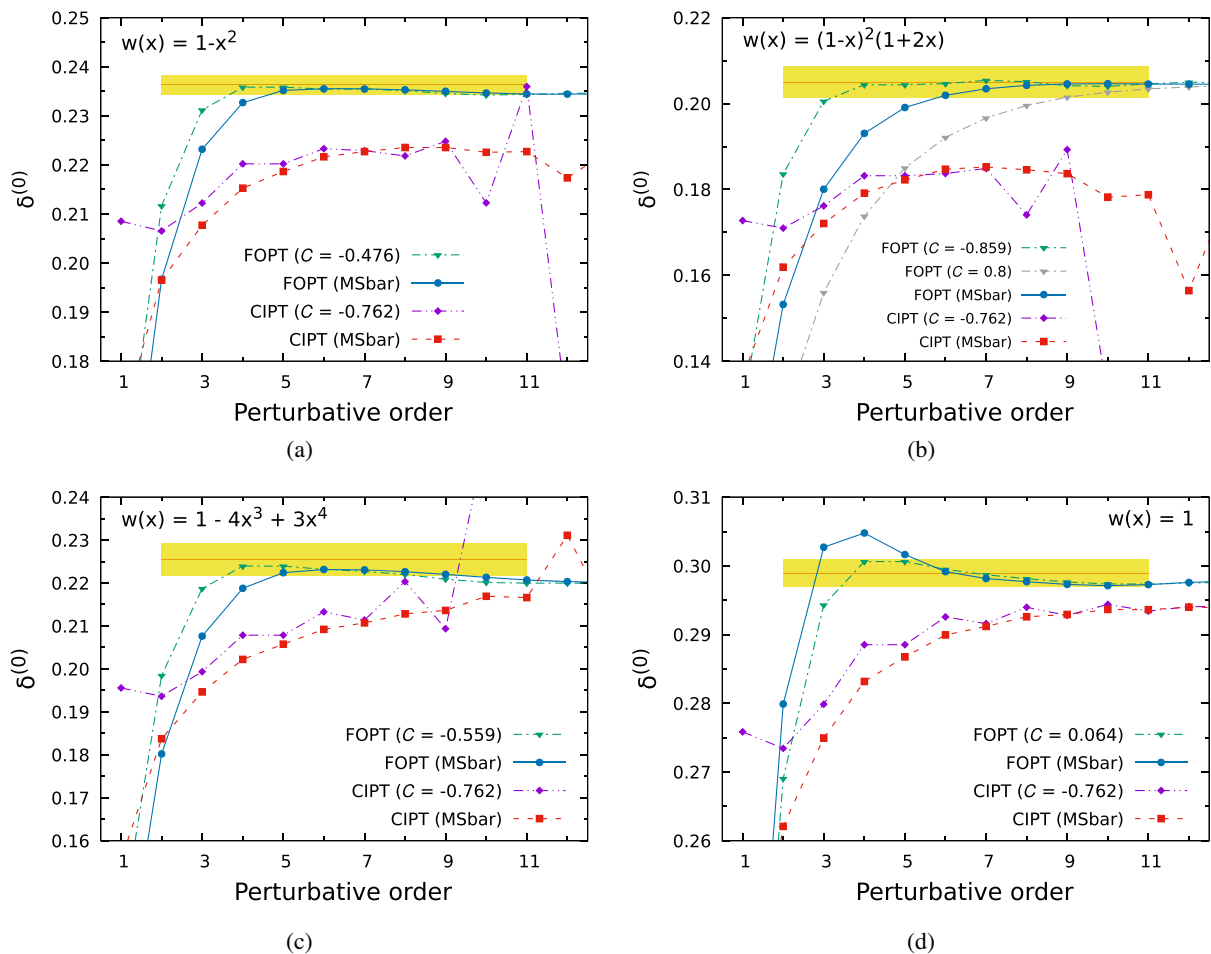 w(x) = 1-x²
0.25
0.24
0.23
0.22
0.21
0.20
0.19
0.18
δ⁽⁰⁾
FOPT (C = -0.476)
FOPT (MSbar)
CIPT (C = -0.762)
CIPT (MSbar)
1 3 5 7 9 11
Perturbative order
(a)
w(x) = (1-x)²(1+2x)
0.22
0.20
0.18
0.16
0.14
δ⁽⁰⁾
FOPT (C = -0.859)
FOPT (C = 0.8)
FOPT (MSbar)
CIPT (C = -0.762)
CIPT (MSbar)
1 3 5 7 9 11
Perturbative order
(b)
w(x) = 1 - 4x³ + 3x⁴
0.24
0.23
0.22
0.21
0.20
0.19
0.18
0.17
0.16
δ⁽⁰⁾
FOPT (C = -0.559)
FOPT (MSbar)
CIPT (C = -0.762)
CIPT (MSbar)
1 3 5 7 9 11
Perturbative order
(c)
w(x) = 1
0.31
0.30
0.29
0.28
0.27
0.26
δ⁽⁰⁾
FOPT (C = 0.064)
FOPT (MSbar)
CIPT (C = -0.762)
CIPT (MSbar)
1 3 5 7 9 11
Perturbative order
(d)